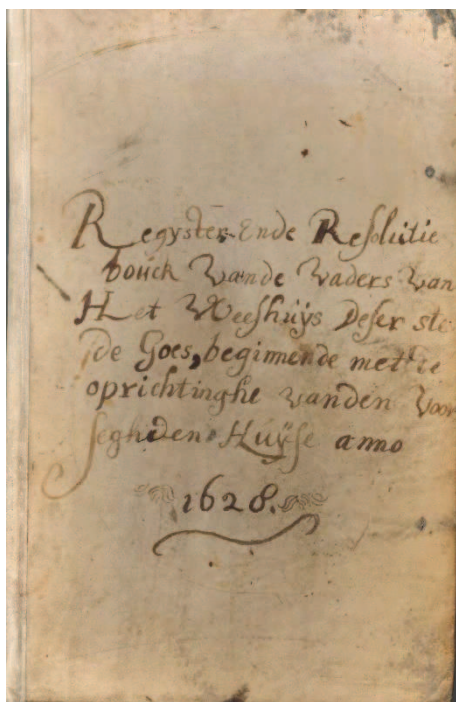 Regyster Ende Resolutie
bouck Vande Vaders Van
Het Weeshuys Deser ste
de Goes, beginnende mette
oprichtinghe vanden Voor
seghden Huyse anno
1628.